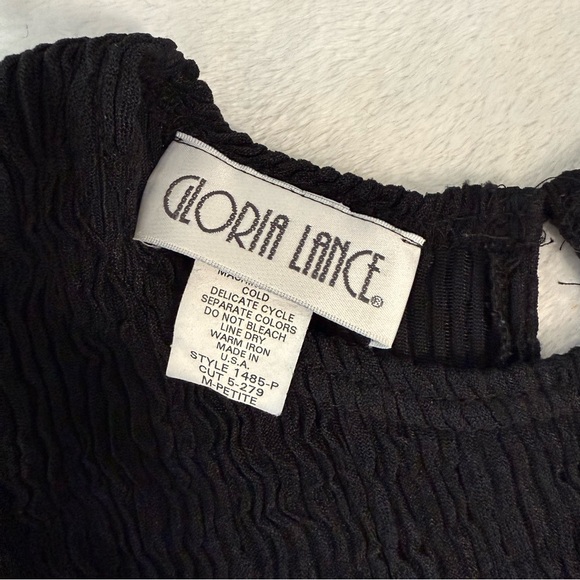 GLORIA LANCE®
COLD
DELICATE CYCLE
SEPARATE COLORS
DO NOT BLEACH
LINE DRY
WARM IRON
MADE IN
U.S.A.
STYLE 1485-P
CUT 5-279
M-PETITE